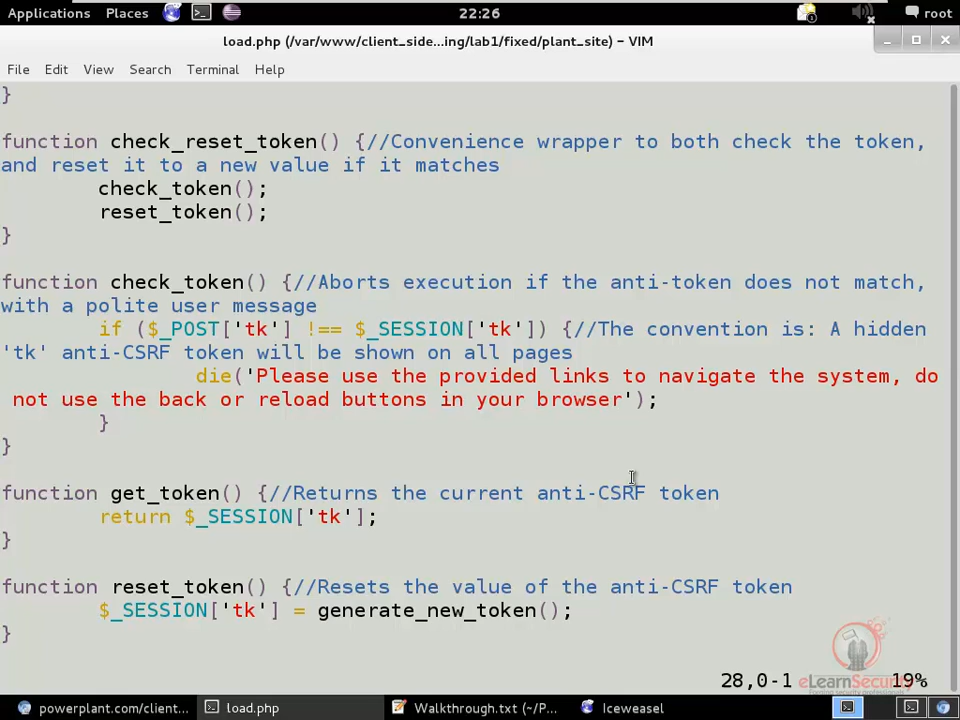 Applications Places 22:26 root
load.php (/var/www/client_side...ing/lab1/fixed/plant_site) – VIM
File Edit View Search Terminal Help
}
function check_reset_token() {//Convenience wrapper to both check the token,
and reset it to a new value if it matches
check_token();
reset_token();
}
function check_token() {//Aborts execution if the anti-token does not match,
with a polite user message
if ($_POST['tk'] !== $_SESSION['tk']) {//The convention is: A hidden
'tk' anti-CSRF token will be shown on all pages
die('Please use the provided links to navigate the system, do
not use the back or reload buttons in your browser');
}
}
function get_token() {//Returns the current anti-CSRF token
return $_SESSION['tk'];
}
function reset_token() {//Resets the value of the anti-CSRF token
$_SESSION['tk'] = generate_new_token();
}
28,0-1 19%
eLearnSecurity
powerplant.com/client... load.php Walkthrough.txt (~/P... Iceweasel